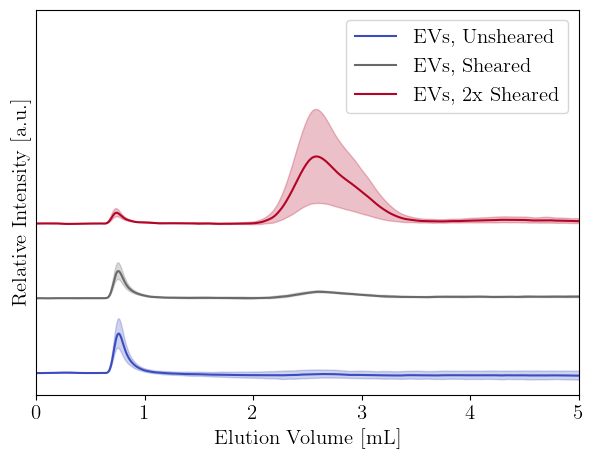 EVs, Unsheared
EVs, Sheared
EVs, 2x Sheared
Relative Intensity [a.u.]
0 1 2 3 4 5
Elution Volume [mL]